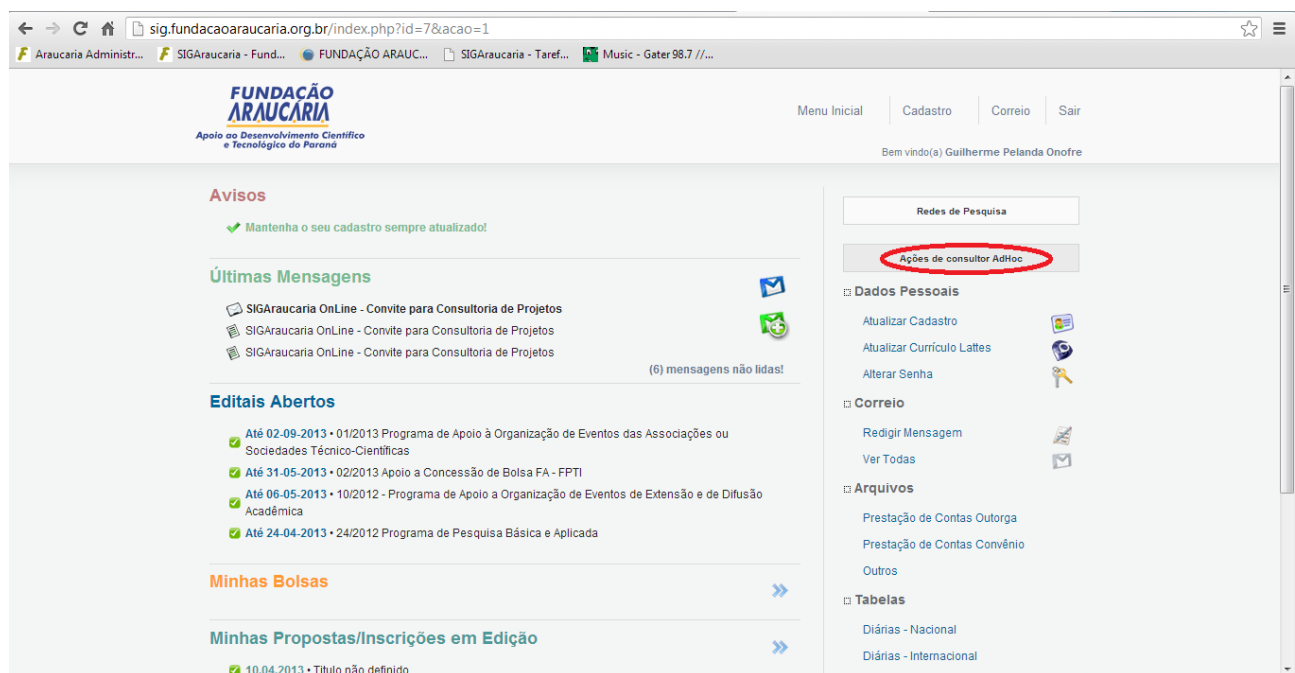 sig.fundacaoaraucaria.org.br/index.php?id=7&acao=1
Araucaria Administr... SIGAraucaria - Fund... FUNDAÇÃO ARAUC... SIGAraucaria - Taref... Music - Gater 98.7 //...
FUNDAÇÃO
ARAUCÁRIA
Apoio ao Desenvolvimento Científico
e Tecnológico do Paraná
Menu Inicial Cadastro Correio Sair
Bem vindo(a) Guilherme Pelanda Onofre
Avisos
Mantenha o seu cadastro sempre atualizado!
Últimas Mensagens
SIGAraucaria OnLine - Convite para Consultoria de Projetos
SIGAraucaria OnLine - Convite para Consultoria de Projetos
SIGAraucaria OnLine - Convite para Consultoria de Projetos
(6) mensagens não lidas!
Editais Abertos
Até 02-09-2013 • 01/2013 Programa de Apoio à Organização de Eventos das Associações ou
Sociedades Técnico-Científicas
Até 31-05-2013 • 02/2013 Apoio a Concessão de Bolsa FA - FPTI
Até 06-05-2013 • 10/2012 - Programa de Apoio a Organização de Eventos de Extensão e de Difusão
Acadêmica
Até 24-04-2013 • 24/2012 Programa de Pesquisa Básica e Aplicada
Minhas Bolsas
Minhas Propostas/Inscrições em Edição
10.04.2013 • Titulo não definido
Redes de Pesquisa
Ações de consultor AdHoc
Dados Pessoais
Atualizar Cadastro
Atualizar Currículo Lattes
Alterar Senha
Correio
Redigir Mensagem
Ver Todas
Arquivos
Prestação de Contas Outorga
Prestação de Contas Convênio
Outros
Tabelas
Diárias - Nacional
Diárias - Internacional